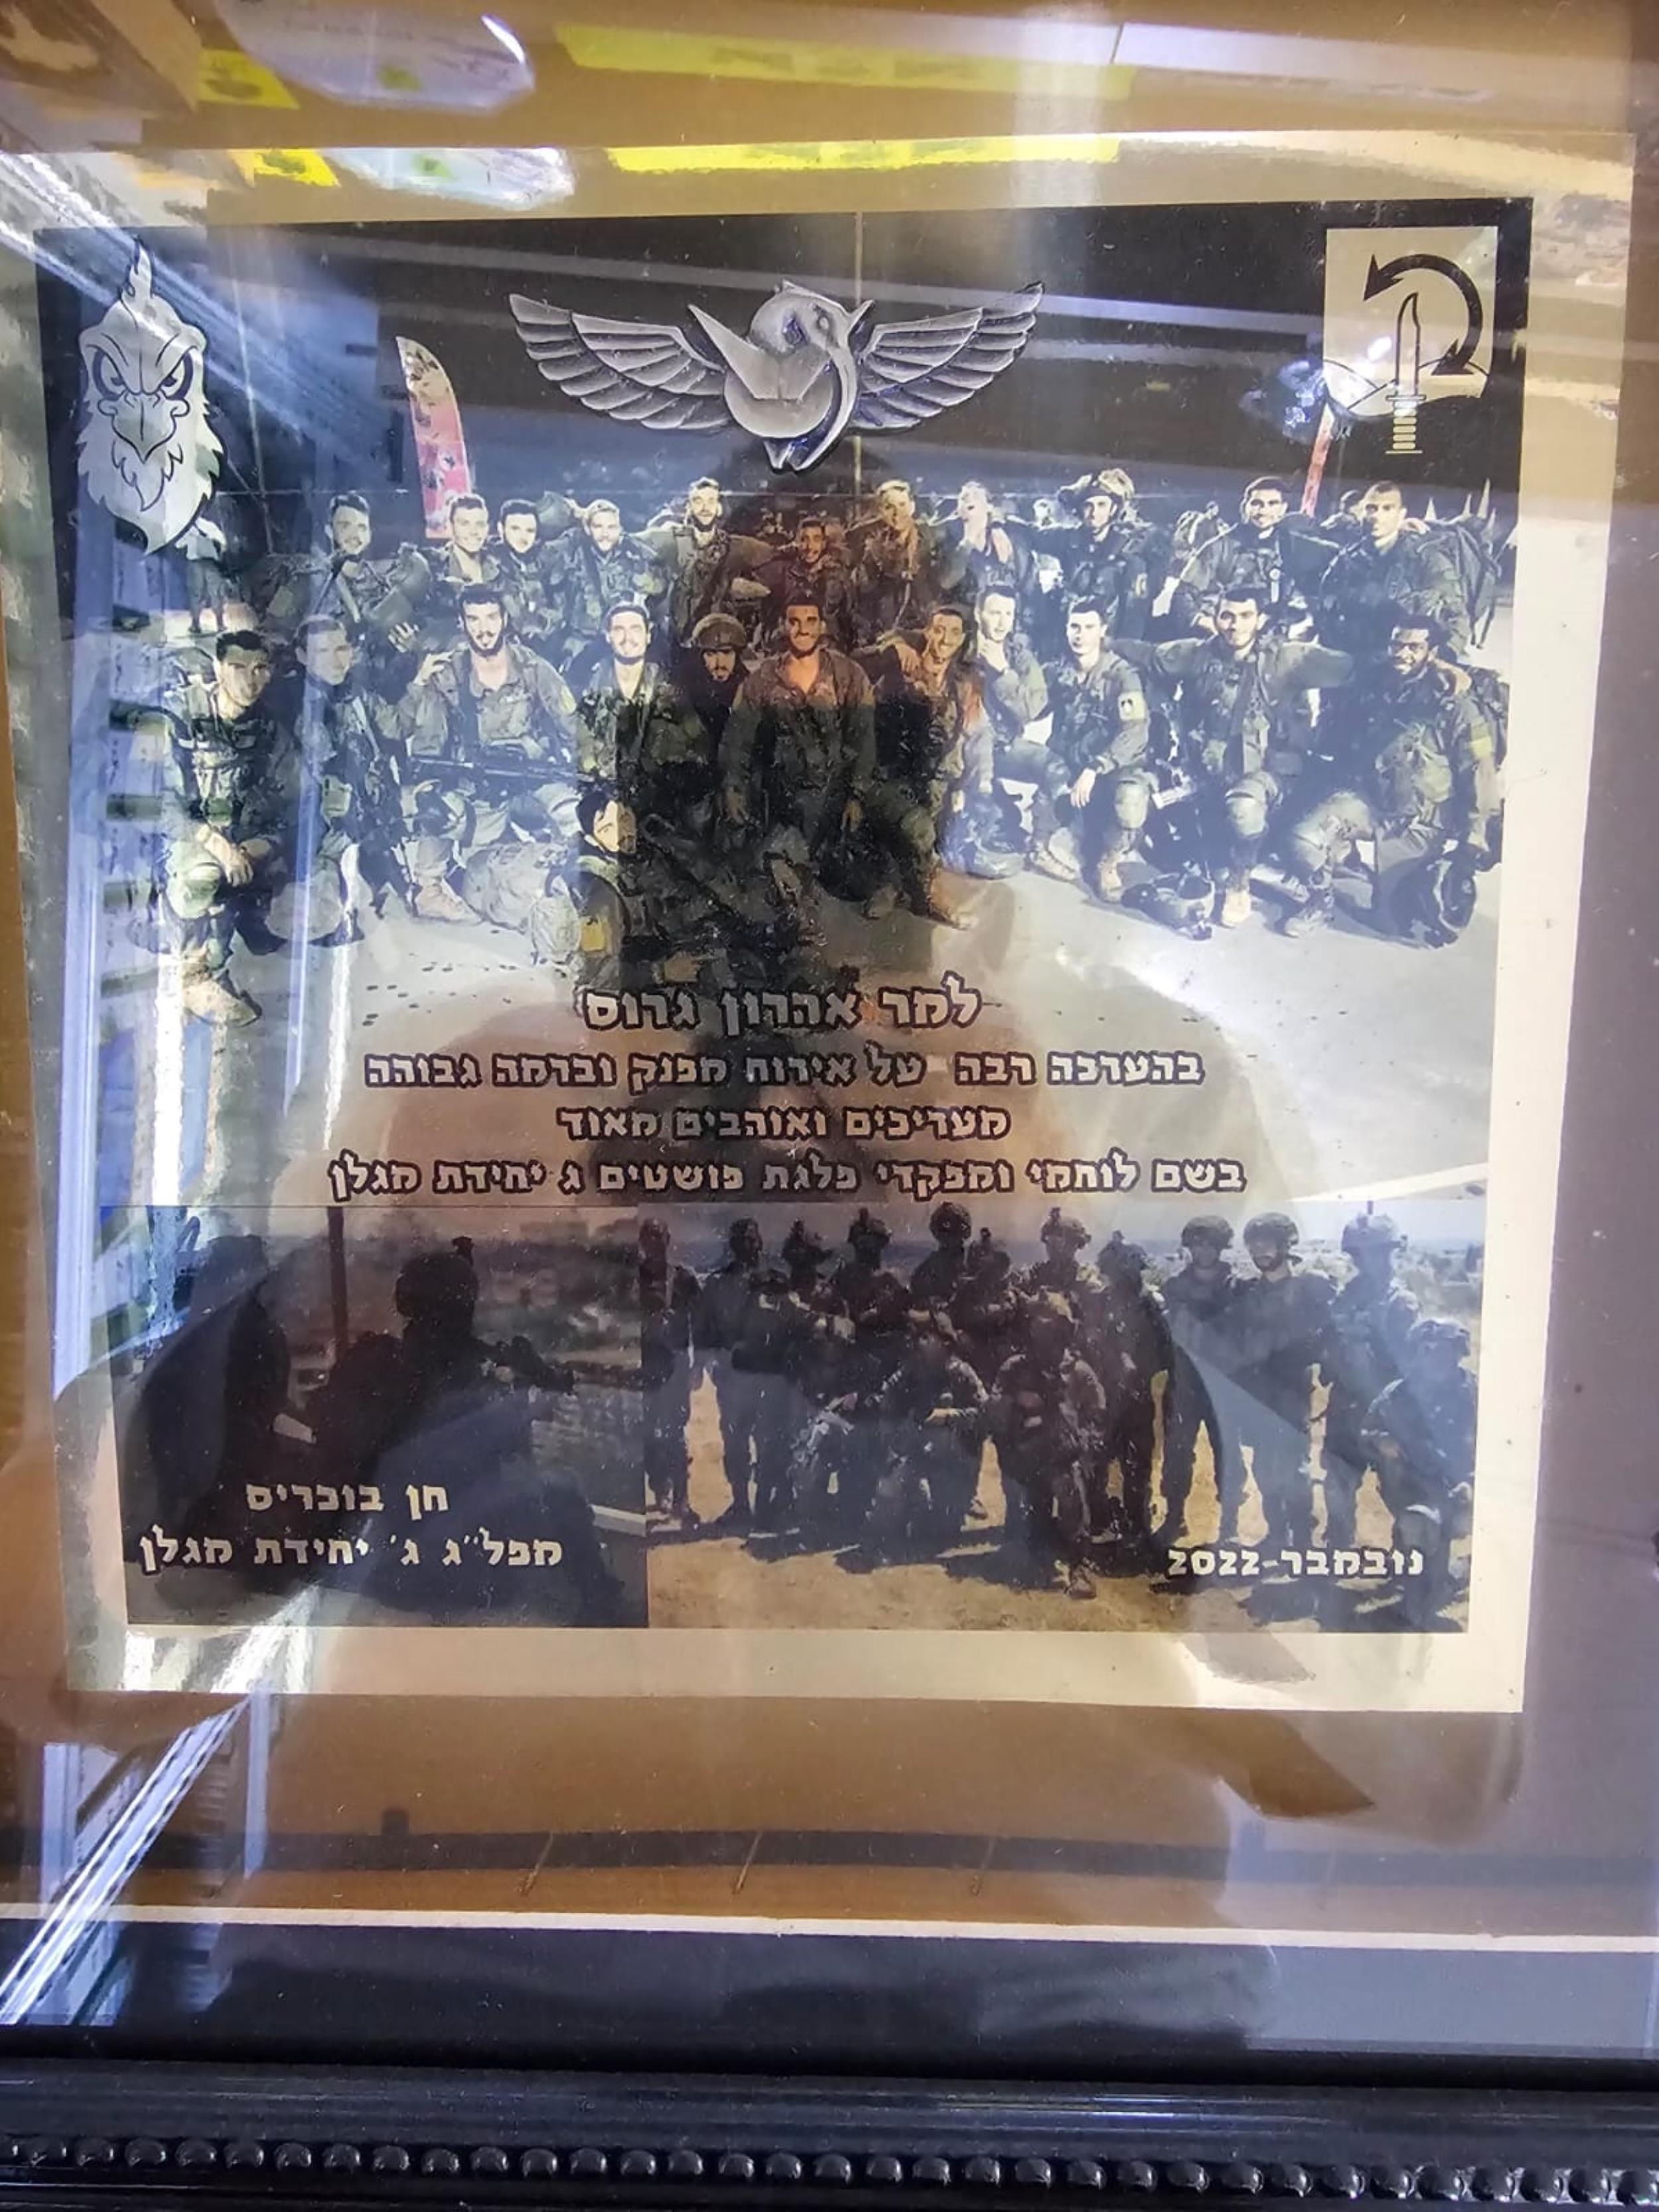 למר אהרון גרוס
בהערכה רבה על אירוח מפנק וברמה גבוהה
מעריכים ואוהבים מאוד
בשם לוחמי ומפקדי פלגת פושטים ג יחידת מגלן
חן בוכריס
מפל"ג ג' יחידת מגלן
נובמבר-2022